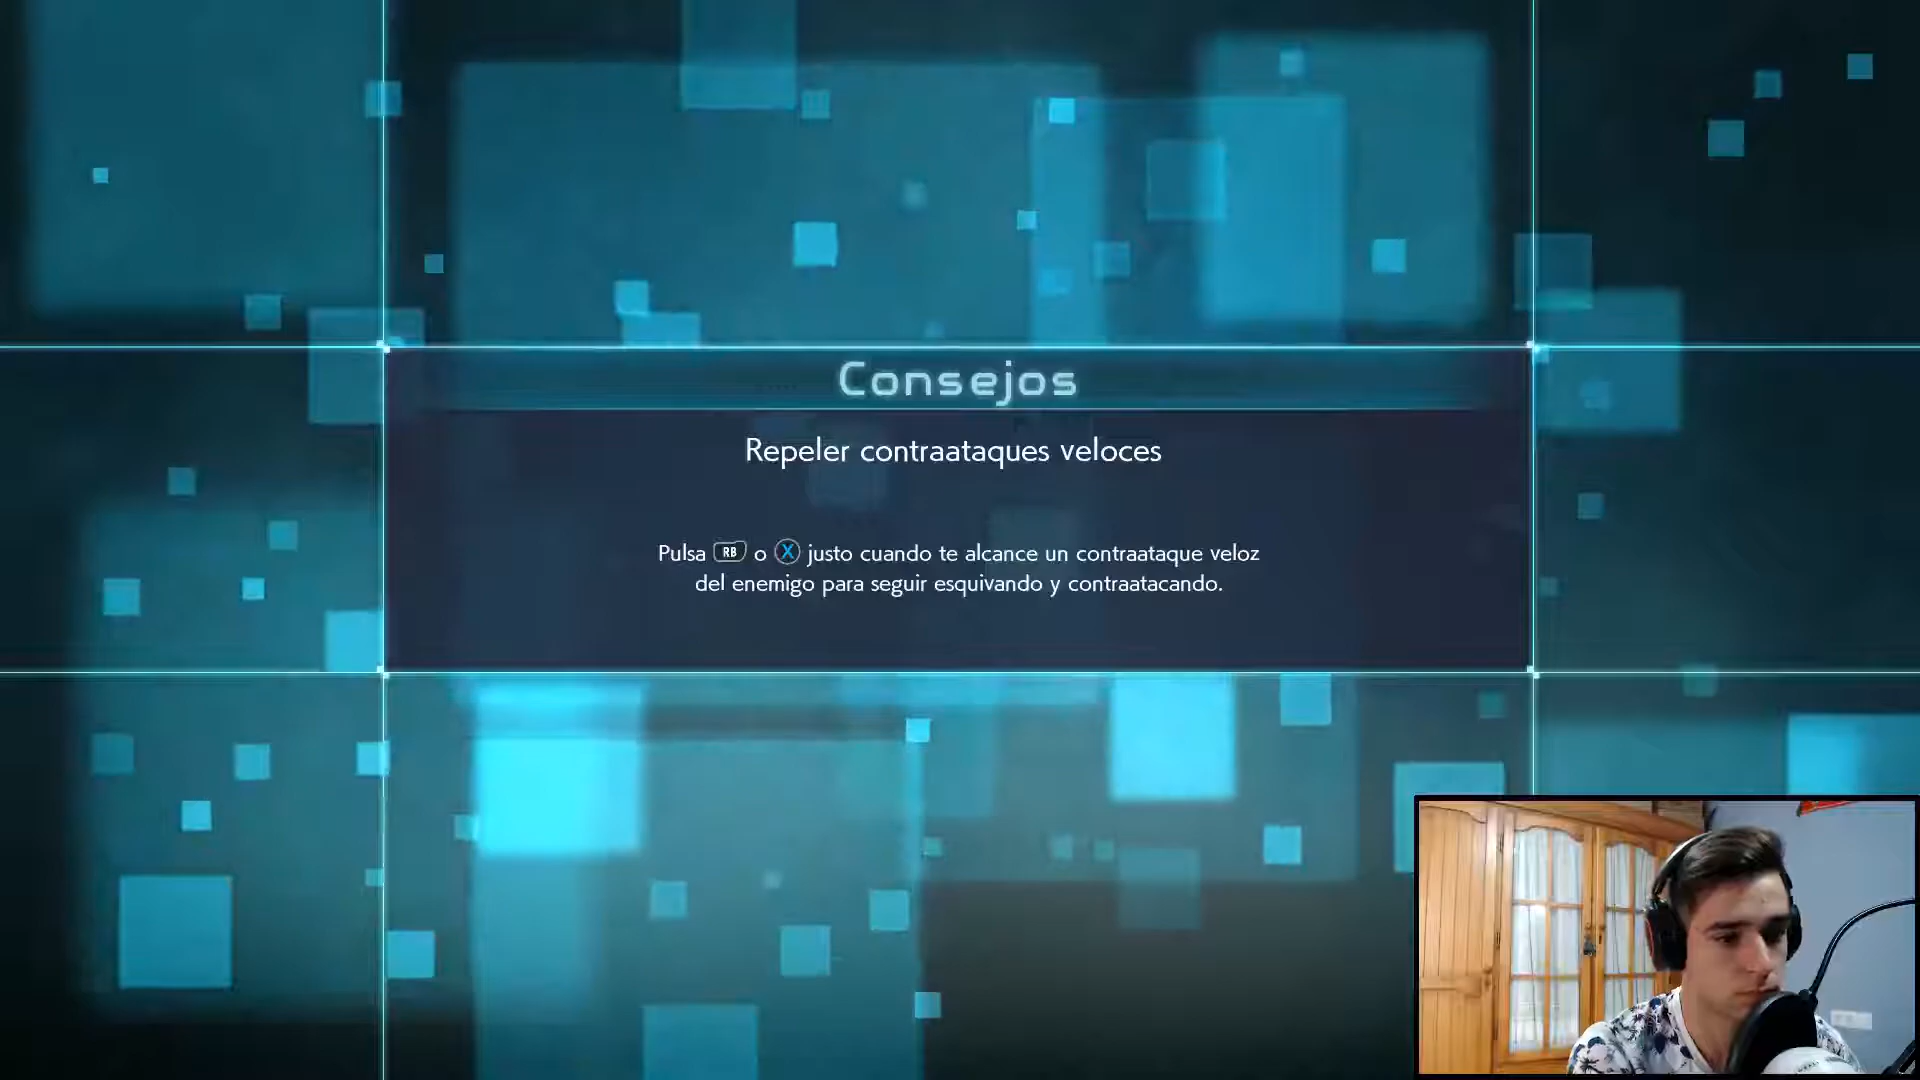 Consejos
Repeler contraataques veloces
Pulsa RB o X justo cuando te alcance un contraataque veloz
del enemigo para seguir esquivando y contraatacando.